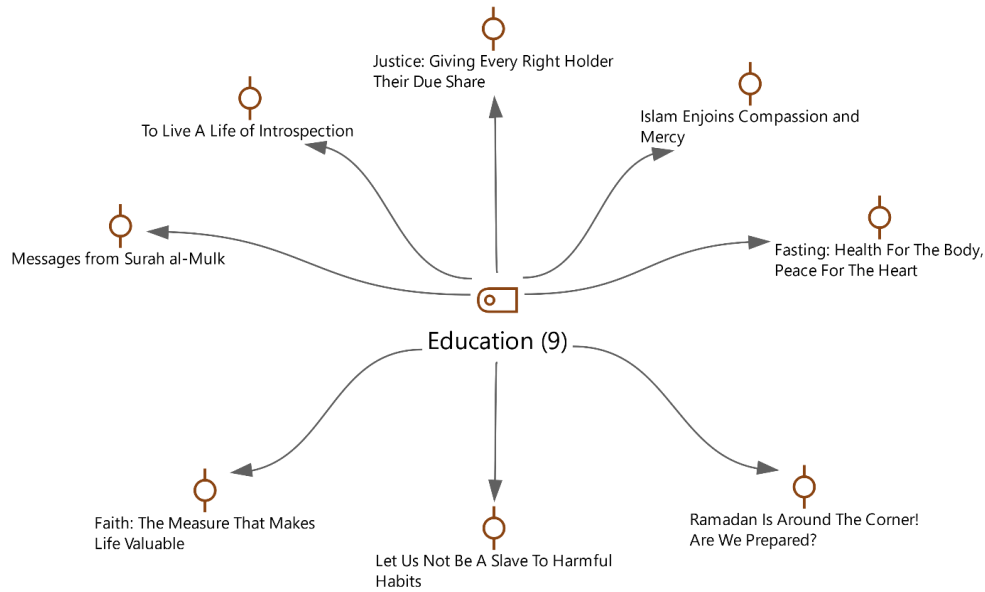 Justice: Giving Every Right Holder
Their Due Share
To Live A Life of Introspection
Islam Enjoins Compassion and
Mercy
Messages from Surah al-Mulk
Fasting: Health For The Body,
Peace For The Heart
Education (9)
Faith: The Measure That Makes
Life Valuable
Let Us Not Be A Slave To Harmful
Habits
Ramadan Is Around The Corner!
Are We Prepared?